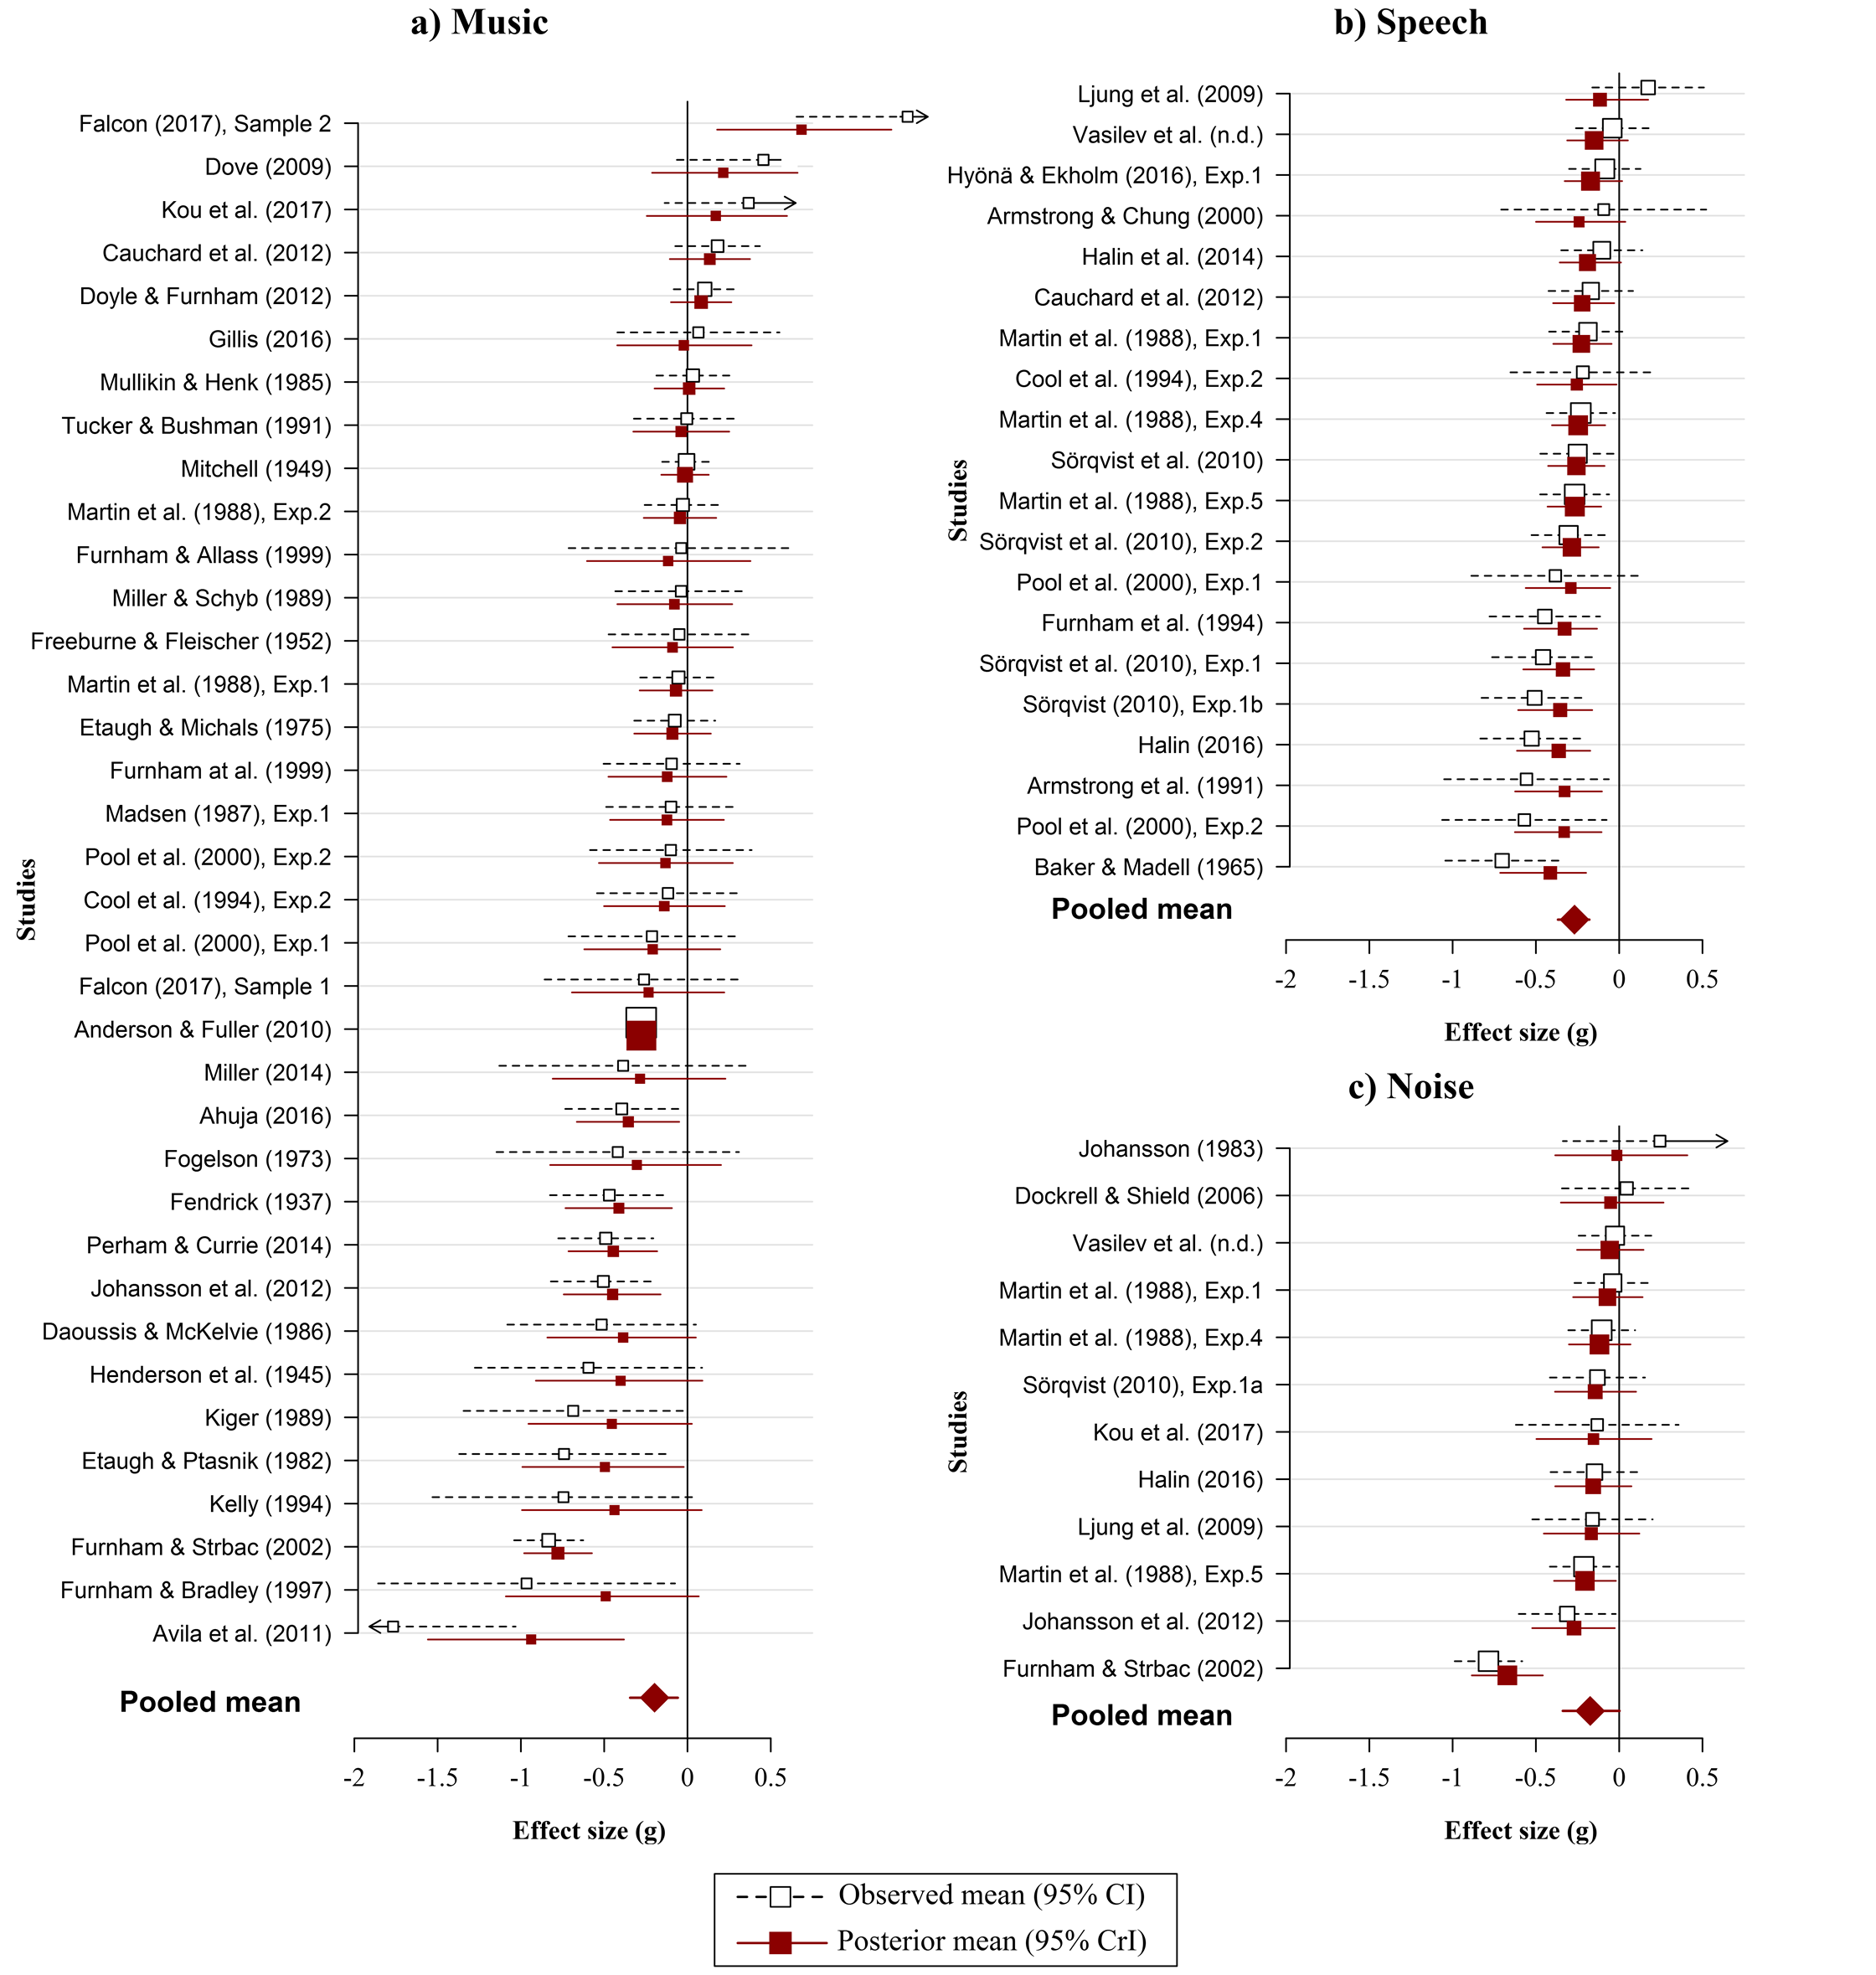 a) Music
Falcon (2017), Sample 2
Dove (2009)
Kou et al. (2017)
Cauchard et al. (2012)
Doyle & Furnham (2012)
Gillis (2016)
Mullikin & Henk (1985)
Tucker & Bushman (1991)
Mitchell (1949)
Martin et al. (1988), Exp.2
Furnham & Allass (1999)
Miller & Schyb (1989)
Freeburne & Fleischer (1952)
Martin et al. (1988), Exp.1
Etaugh & Michals (1975)
Furnham at al. (1999)
Madsen (1987), Exp.1
Pool et al. (2000), Exp.2
Cool et al. (1994), Exp.2
Pool et al. (2000), Exp.1
Falcon (2017), Sample 1
Anderson & Fuller (2010)
Miller (2014)
Ahuja (2016)
Fogelson (1973)
Fendrick (1937)
Perham & Currie (2014)
Johansson et al. (2012)
Daoussis & McKelvie (1986)
Henderson et al. (1945)
Kiger (1989)
Etaugh & Ptasnik (1982)
Kelly (1994)
Furnham & Strbac (2002)
Furnham & Bradley (1997)
Avila et al. (2011)
Pooled mean
Studies
-2 -1.5 -1 -0.5 0 0.5
Effect size (g)
b) Speech
Ljung et al. (2009)
Vasilev et al. (n.d.)
Hyönä & Ekholm (2016), Exp.1
Armstrong & Chung (2000)
Halin et al. (2014)
Cauchard et al. (2012)
Martin et al. (1988), Exp.1
Cool et al. (1994), Exp.2
Martin et al. (1988), Exp.4
Sörqvist et al. (2010)
Martin et al. (1988), Exp.5
Sörqvist et al. (2010), Exp.2
Pool et al. (2000), Exp.1
Furnham et al. (1994)
Sörqvist et al. (2010), Exp.1
Sörqvist (2010), Exp.1b
Halin (2016)
Armstrong et al. (1991)
Pool et al. (2000), Exp.2
Baker & Madell (1965)
Pooled mean
Studies
-2 -1.5 -1 -0.5 0 0.5
Effect size (g)
c) Noise
Johansson (1983)
Dockrell & Shield (2006)
Vasilev et al. (n.d.)
Martin et al. (1988), Exp.1
Martin et al. (1988), Exp.4
Sörqvist (2010), Exp.1a
Kou et al. (2017)
Halin (2016)
Ljung et al. (2009)
Martin et al. (1988), Exp.5
Johansson et al. (2012)
Furnham & Strbac (2002)
Pooled mean
Studies
-2 -1.5 -1 -0.5 0 0.5
Effect size (g)
Observed mean (95% CI)
Posterior mean (95% CrI)